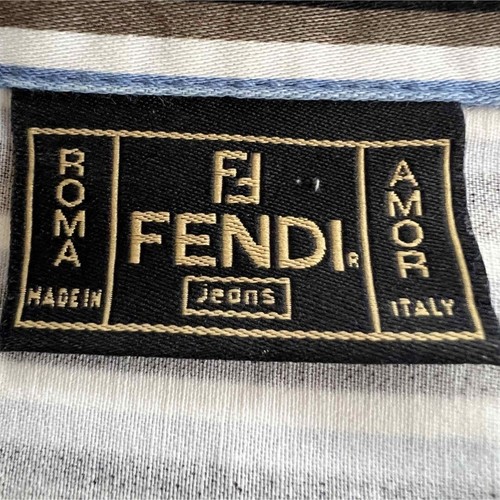 ROMA
MADE IN
FF
FENDI®
jeans
AMOR
ITALY